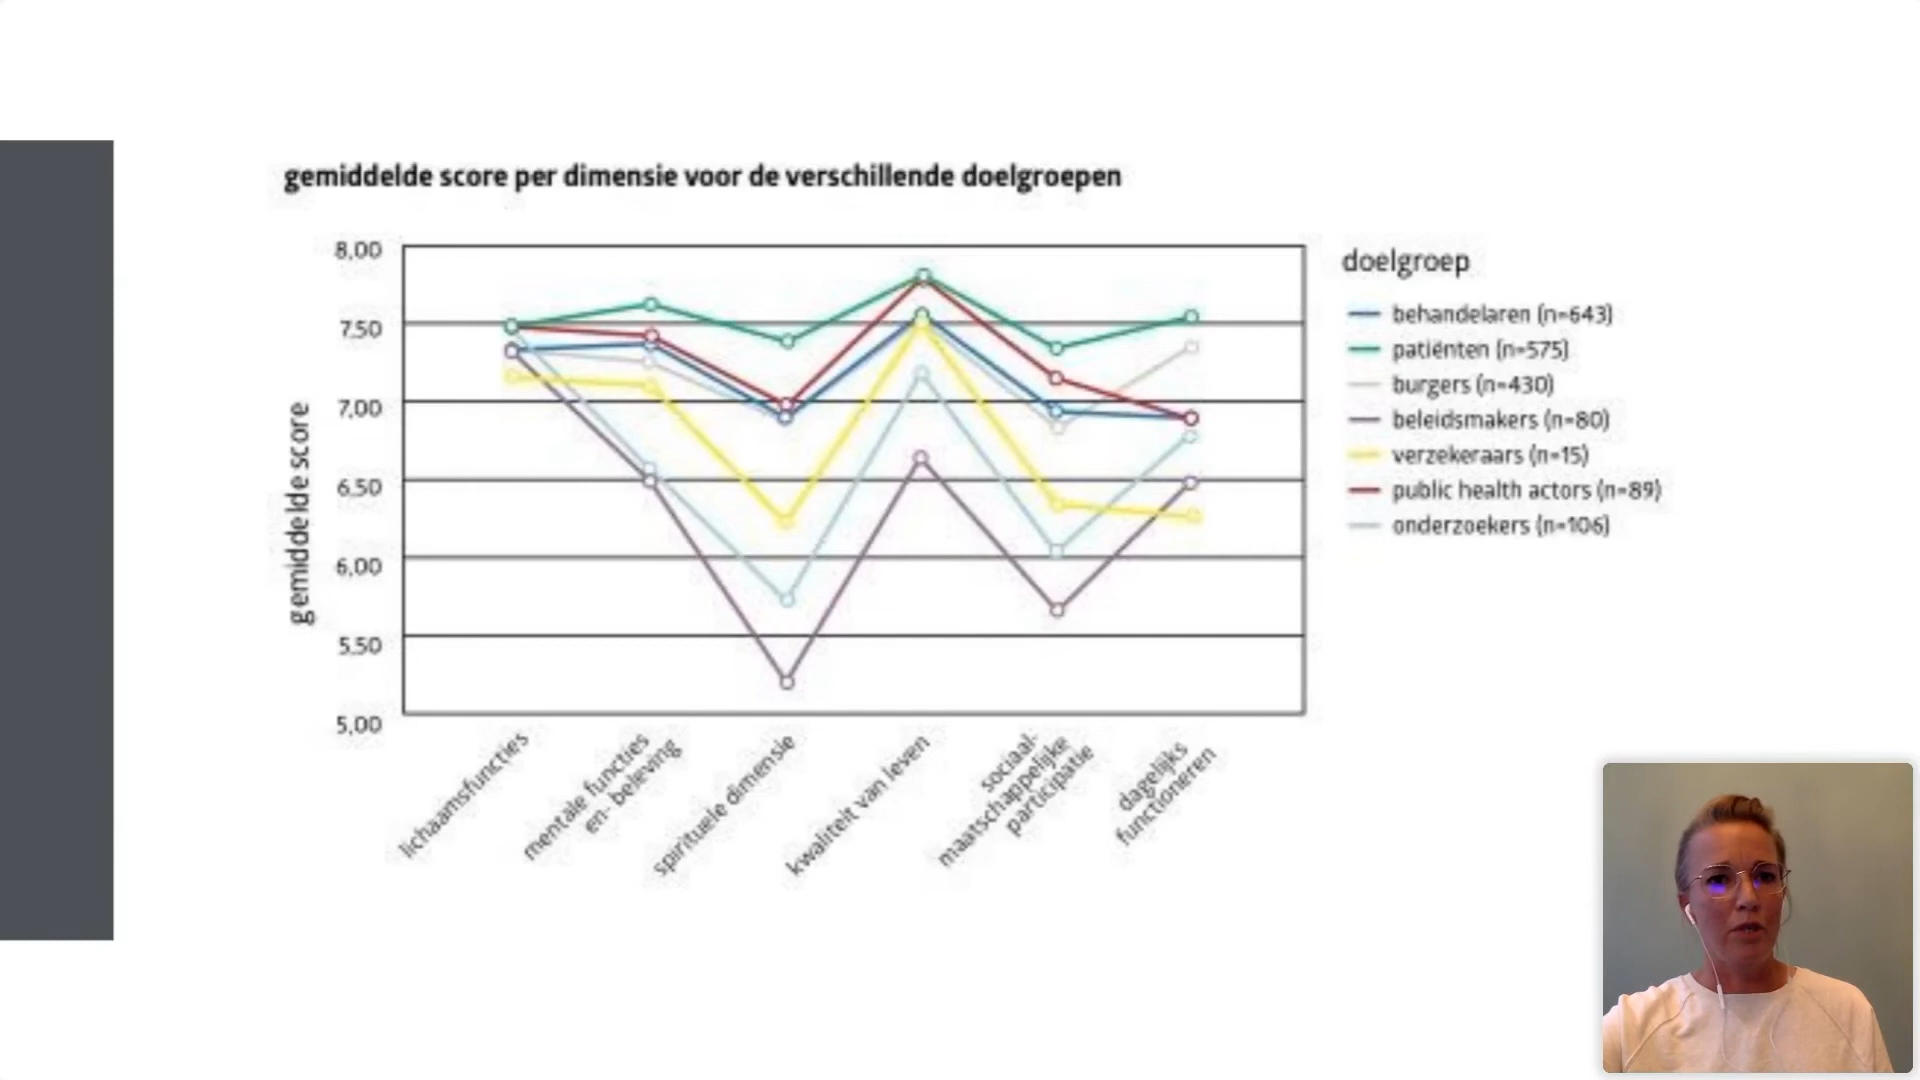 gemiddelde score per dimensie voor de verschillende doelgroepen
gemiddelde score
8,00
7,50
7,00
6,50
6,00
5,50
5,00
lichaamsfuncties
mentale functies
en- beleving
spirituele dimensie
kwaliteit van leven
sociaal-
maatschappelijke
participatie
dagelijks
functioneren
doelgroep
behandelaren (n=643)
patiënten (n=575)
burgers (n=430)
beleidsmakers (n=80)
verzekeraars (n=15)
public health actors (n=89)
onderzoekers (n=106)